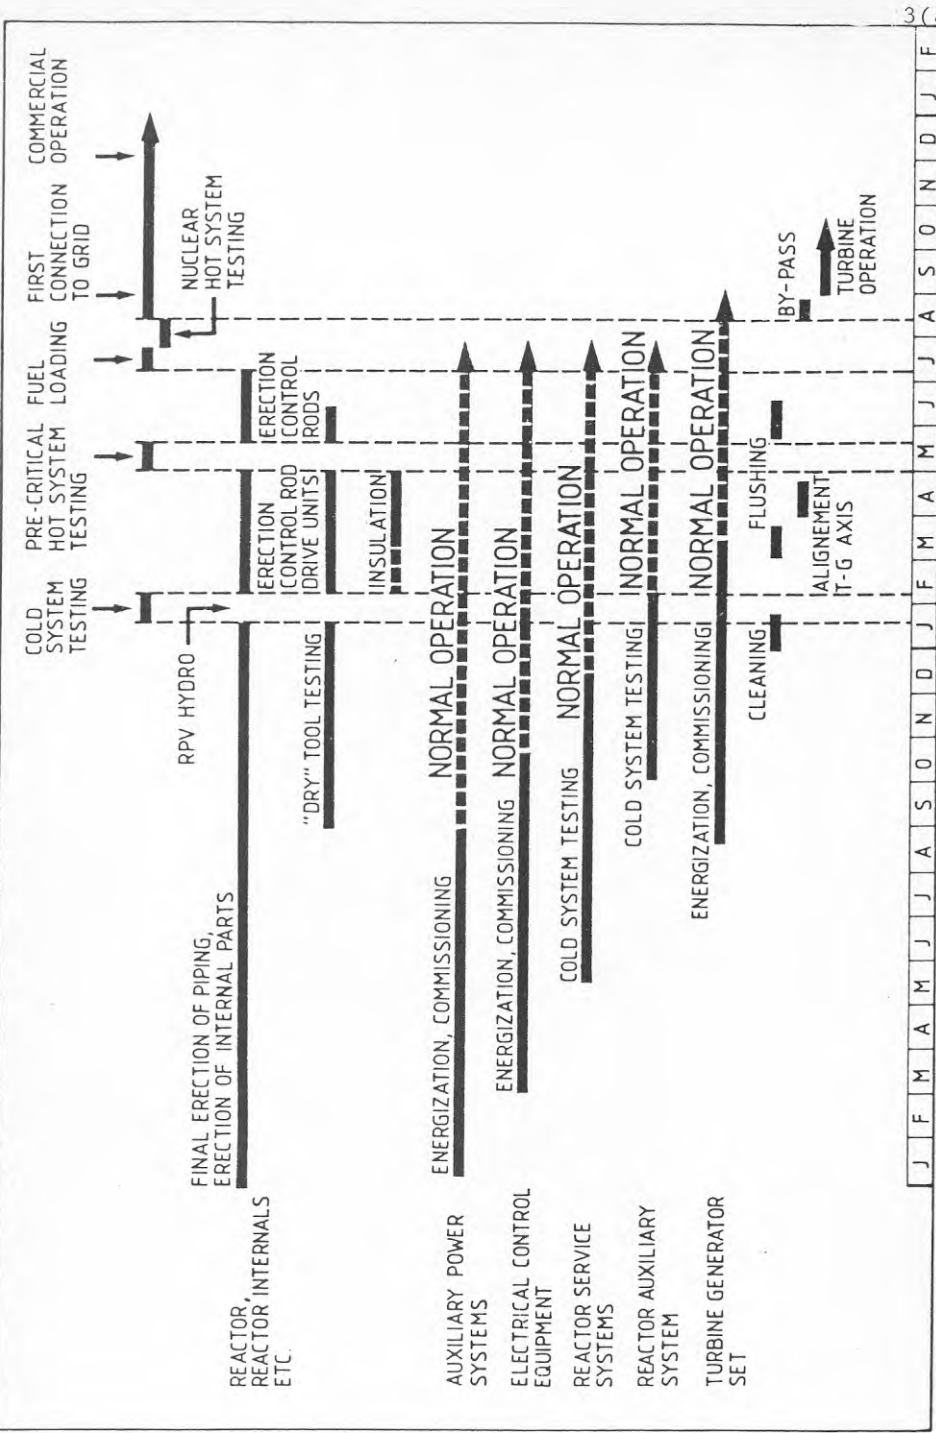 3(
COLD
SYSTEM
TESTING
PRE-CRITICAL
HOT SYSTEM
TESTING
FUEL
LOADING
FIRST
CONNECTION
TO GRID
COMMERCIAL
OPERATION
NUCLEAR
HOT SYSTEM
TESTING
RPV HYDRO
REACTOR,
REACTOR INTERNALS
ETC.
FINAL ERECTION OF PIPING,
ERECTION OF INTERNAL PARTS
ERECTION
CONTROL ROD
DRIVE UNITS
ERECTION
CONTROL
RODS
"DRY" TOOL TESTING
INSULATION
AUXILIARY POWER
SYSTEMS
ENERGIZATION, COMMISSIONING
NORMAL OPERATION
ELECTRICAL CONTROL
EQUIPMENT
ENERGIZATION, COMMISSIONING
NORMAL OPERATION
REACTOR SERVICE
SYSTEMS
COLD SYSTEM TESTING
NORMAL OPERATION
REACTOR AUXILIARY
SYSTEM
COLD SYSTEM TESTING
NORMAL OPERATION
TURBINE GENERATOR
SET
ENERGIZATION, COMMISSIONING
NORMAL OPERATION
CLEANING
FLUSHING
BY-PASS
ALIGNEMENT
T-G AXIS
TURBINE
OPERATION
J F M A M J J A S O N D J F M A M J J A S O N D J F